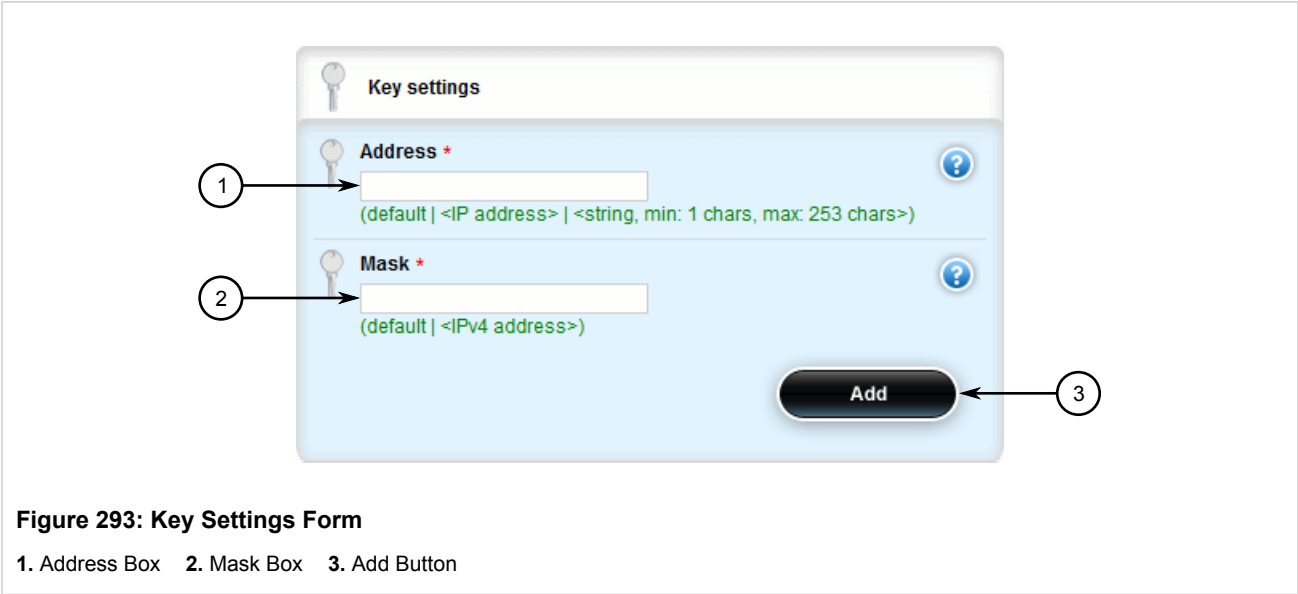 Key settings
Address *
1
(default | <IP address> | <string, min: 1 chars, max: 253 chars>)
Mask *
2
(default | <IPv4 address>)
Add
3
Figure 293: Key Settings Form
1. Address Box 2. Mask Box 3. Add Button